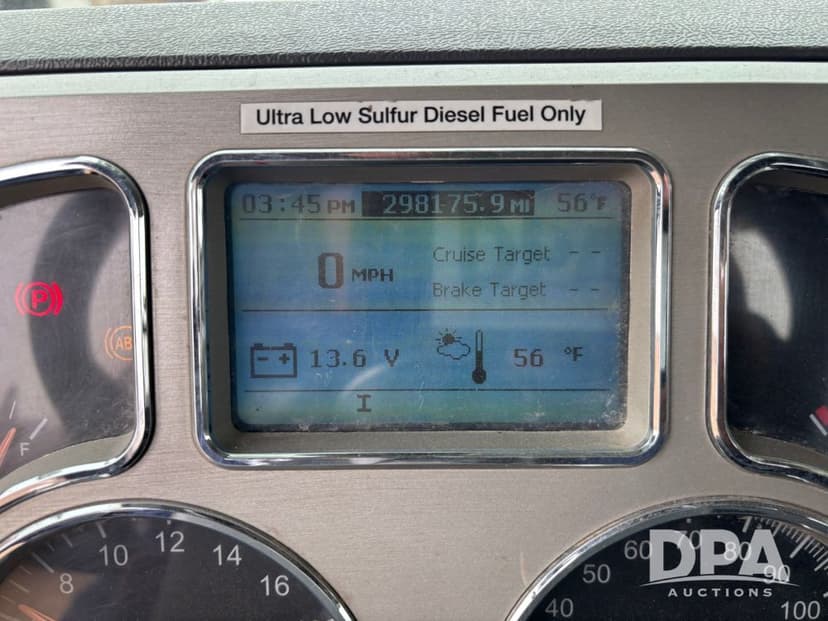 Ultra Low Sulfur Diesel Fuel Only
03:45 PM 298175.9 MI 56°F
0 MPH
Cruise Target - -
Brake Target - -
- + 13.6 V 56 °F
I
P
AB
F
8 10 12 14 16
40 50 60 70 80 90 100
DPA
AUCTIONS